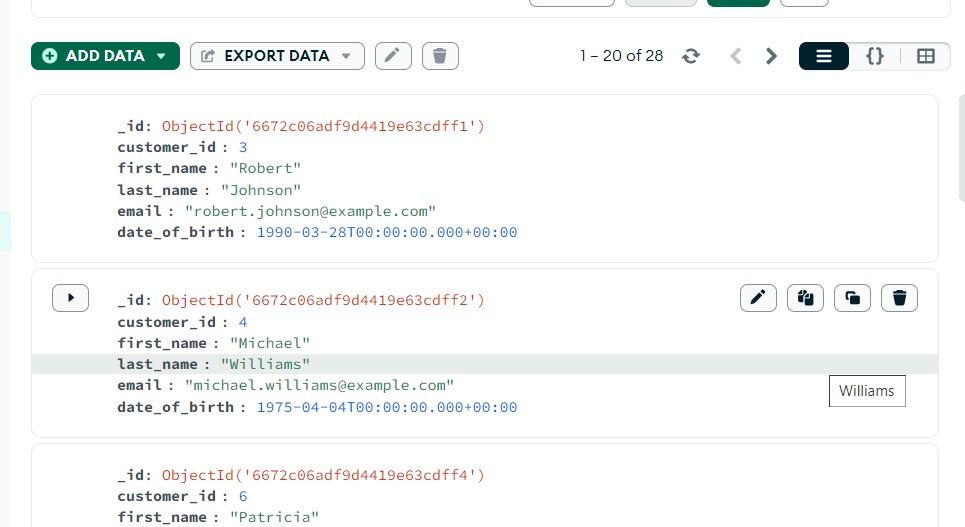 ADD DATA EXPORT DATA 1 – 20 of 28 {}
_id: ObjectId('6672c06adf9d4419e63cdff1')
customer_id : 3
first_name : "Robert"
last_name : "Johnson"
email : "robert.johnson@example.com"
date_of_birth : 1990-03-28T00:00:00.000+00:00
_id: ObjectId('6672c06adf9d4419e63cdff2')
customer_id : 4
first_name : "Michael"
last_name : "Williams"
email : "michael.williams@example.com"
Williams
date_of_birth : 1975-04-04T00:00:00.000+00:00
_id: ObjectId('6672c06adf9d4419e63cdff4')
customer_id : 6
first_name : "Patricia"